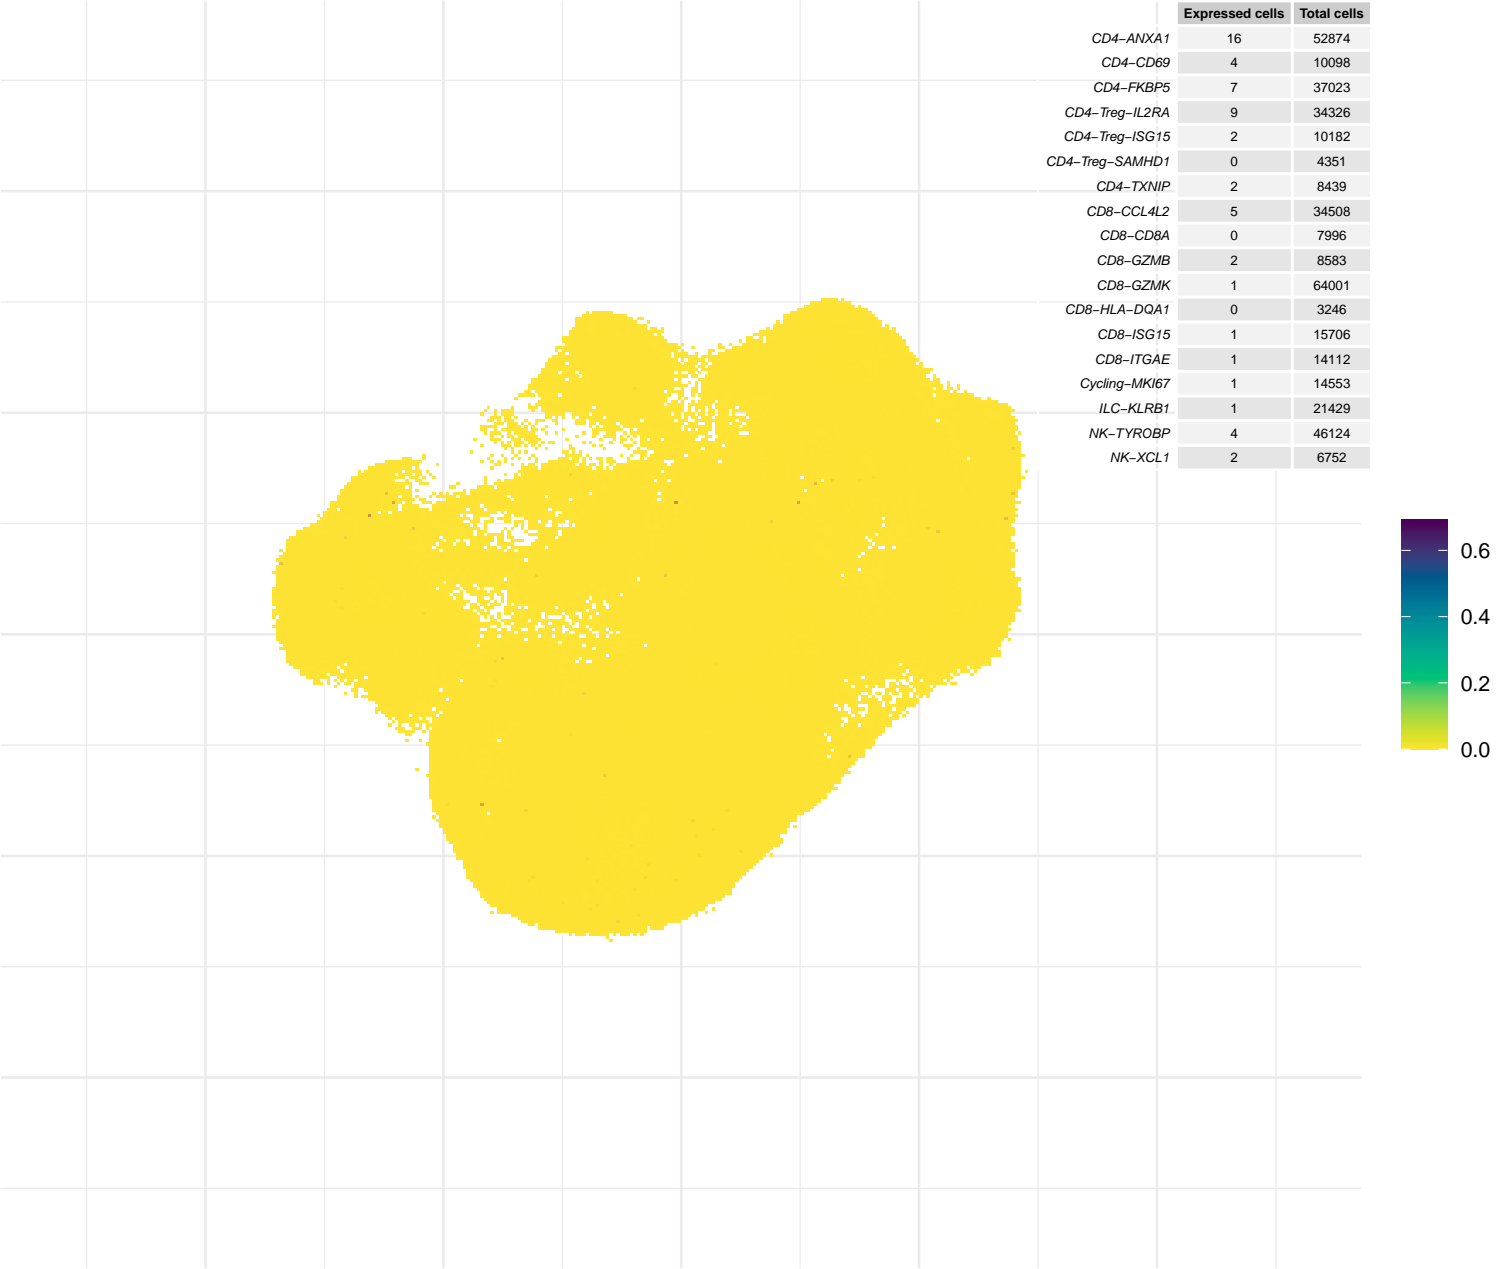 Expressed cells Total cells
CD4−ANXA1 16 52874
CD4−CD69 4 10098
CD4−FKBP5 7 37023
CD4−Treg−IL2RA 9 34326
CD4−Treg−ISG15 2 10182
CD4−Treg−SAMHD1 0 4351
CD4−TXNIP 2 8439
CD8−CCL4L2 5 34508
CD8−CD8A 0 7996
CD8−GZMB 2 8583
CD8−GZMK 1 64001
CD8−HLA−DQA1 0 3246
CD8−ISG15 1 15706
CD8−ITGAE 1 14112
Cycling−MKI67 1 14553
ILC−KLRB1 1 21429
NK−TYROBP 4 46124
NK−XCL1 2 6752
0.6
0.4
0.2
0.0